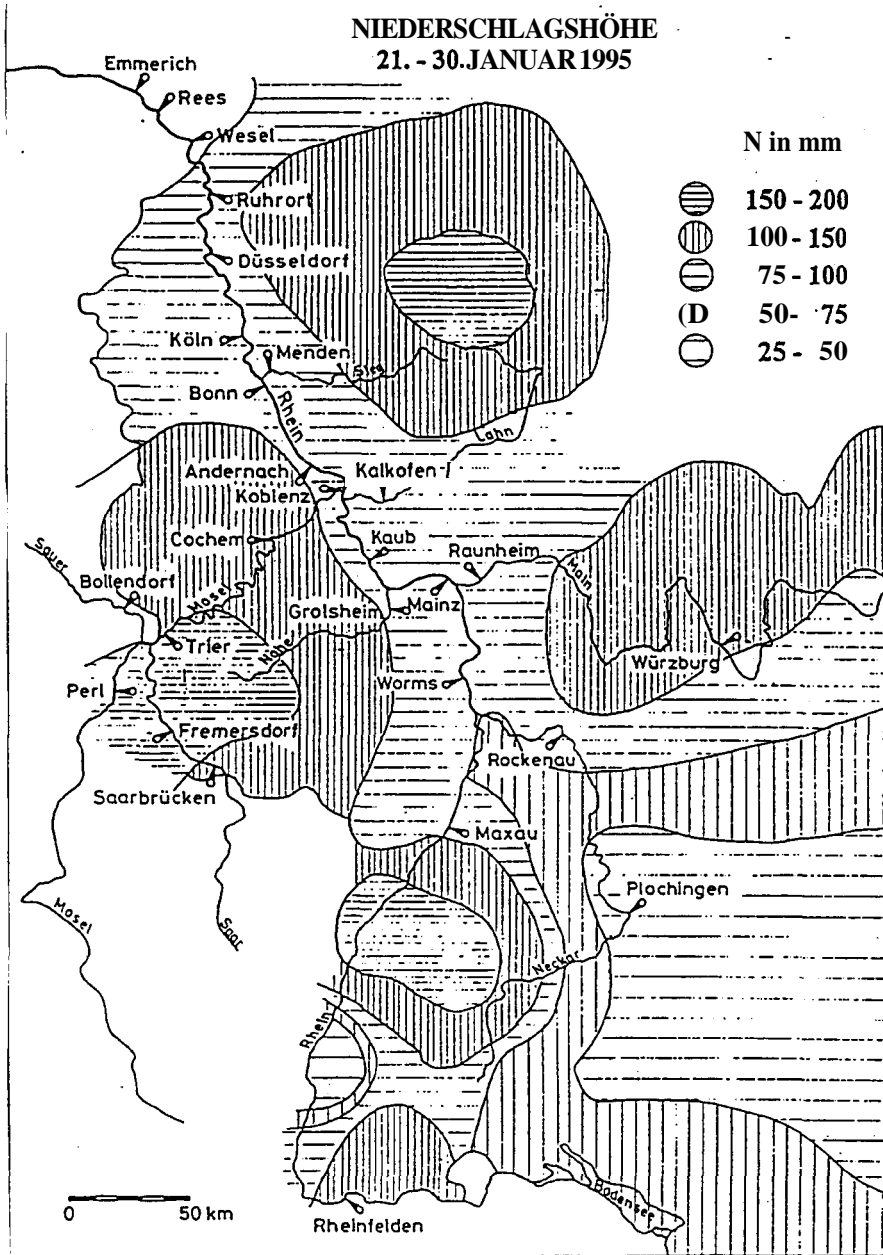 NIEDERSCHLAGSHÖHE
21. - 30.JANUAR 1995
N in mm
150 - 200
100 - 150
75 - 100
(D 50- 75
25 - 50
Emmerich
Rees
Wesel
Ruhrort
Düsseldorf
Köln
Menden
Sieg
Bonn
Rhein
Lahn
Andernach
Kalkofen
Koblenz
Cochem
Kaub
Raunheim
Main
Sauer
Bollendorf
Mosel
Grolsheim
Mainz
Trier
Nahe
Würzburg
Perl
Worms
Fremersdorf
Rockenau
Saarbrücken
Maxau
Plochingen
Mosel
Saar
Neckar
Rhein
Bodensee
0 50 km
Rheinfelden